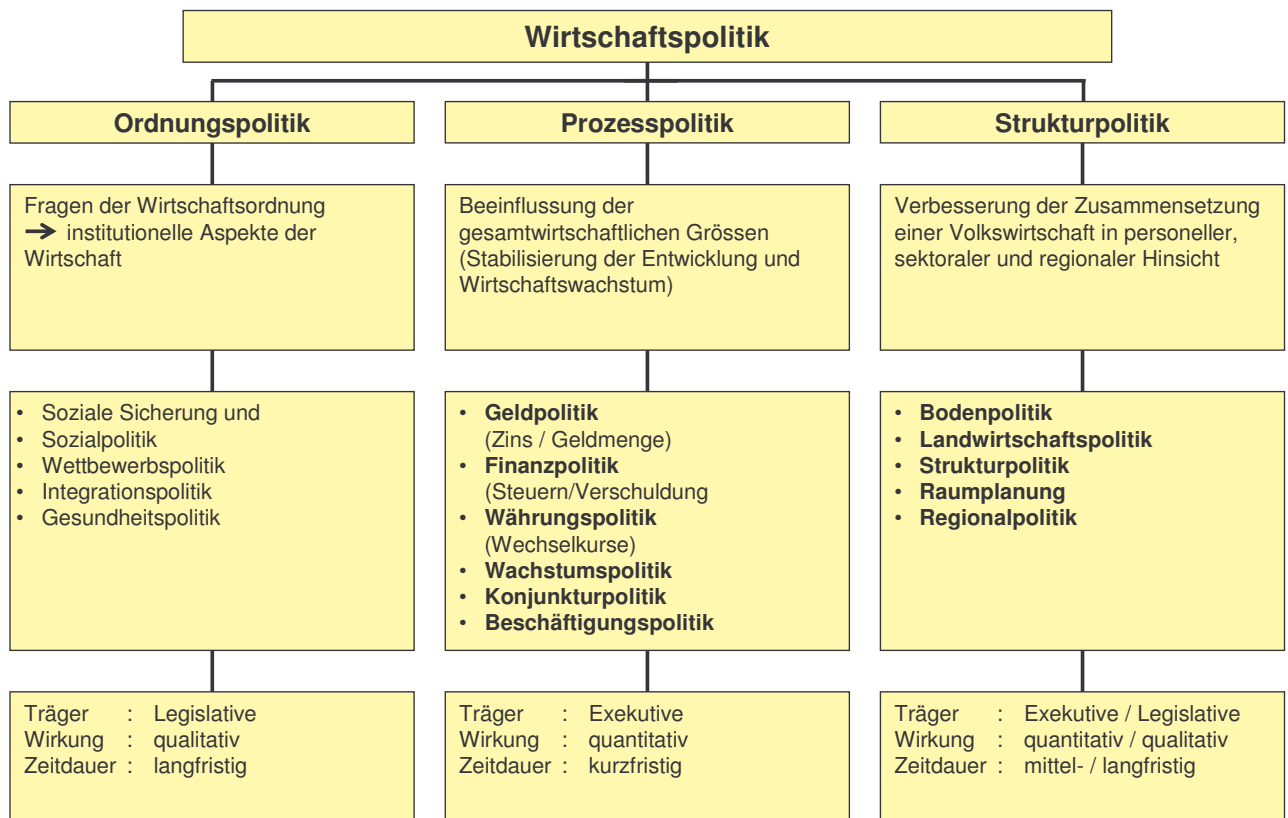 Wirtschaftspolitik
Ordnungspolitik
Prozesspolitik
Strukturpolitik
Fragen der Wirtschaftsordnung
→ institutionelle Aspekte der
Wirtschaft
Beeinflussung der
gesamtwirtschaftlichen Grössen
(Stabilisierung der Entwicklung und
Wirtschaftswachstum)
Verbesserung der Zusammensetzung
einer Volkswirtschaft in personeller,
sektoraler und regionaler Hinsicht
• Soziale Sicherung und
• Sozialpolitik
• Wettbewerbspolitik
• Integrationspolitik
• Gesundheitspolitik
• Geldpolitik
(Zins / Geldmenge)
• Finanzpolitik
(Steuern/Verschuldung
• Währungspolitik
(Wechselkurse)
• Wachstumspolitik
• Konjunkturpolitik
• Beschäftigungspolitik
• Bodenpolitik
• Landwirtschaftspolitik
• Strukturpolitik
• Raumplanung
• Regionalpolitik
Träger : Legislative
Wirkung : qualitativ
Zeitdauer : langfristig
Träger : Exekutive
Wirkung : quantitativ
Zeitdauer : kurzfristig
Träger : Exekutive / Legislative
Wirkung : quantitativ / qualitativ
Zeitdauer : mittel- / langfristig